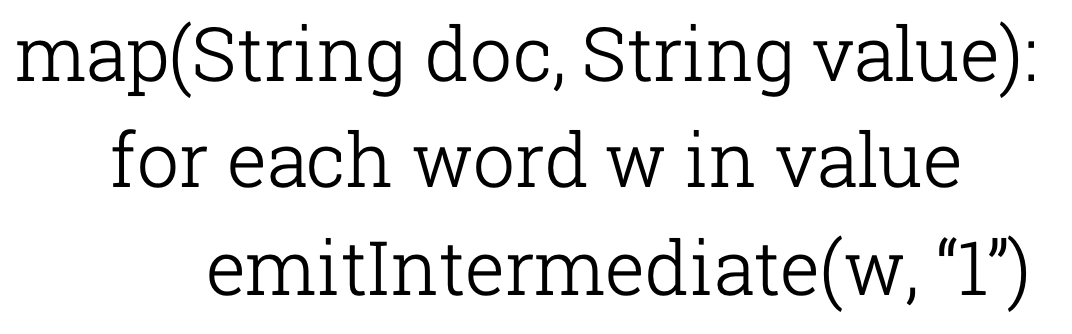 map(String doc, String value):
for each word w in value
emitIntermediate(w, “1”)